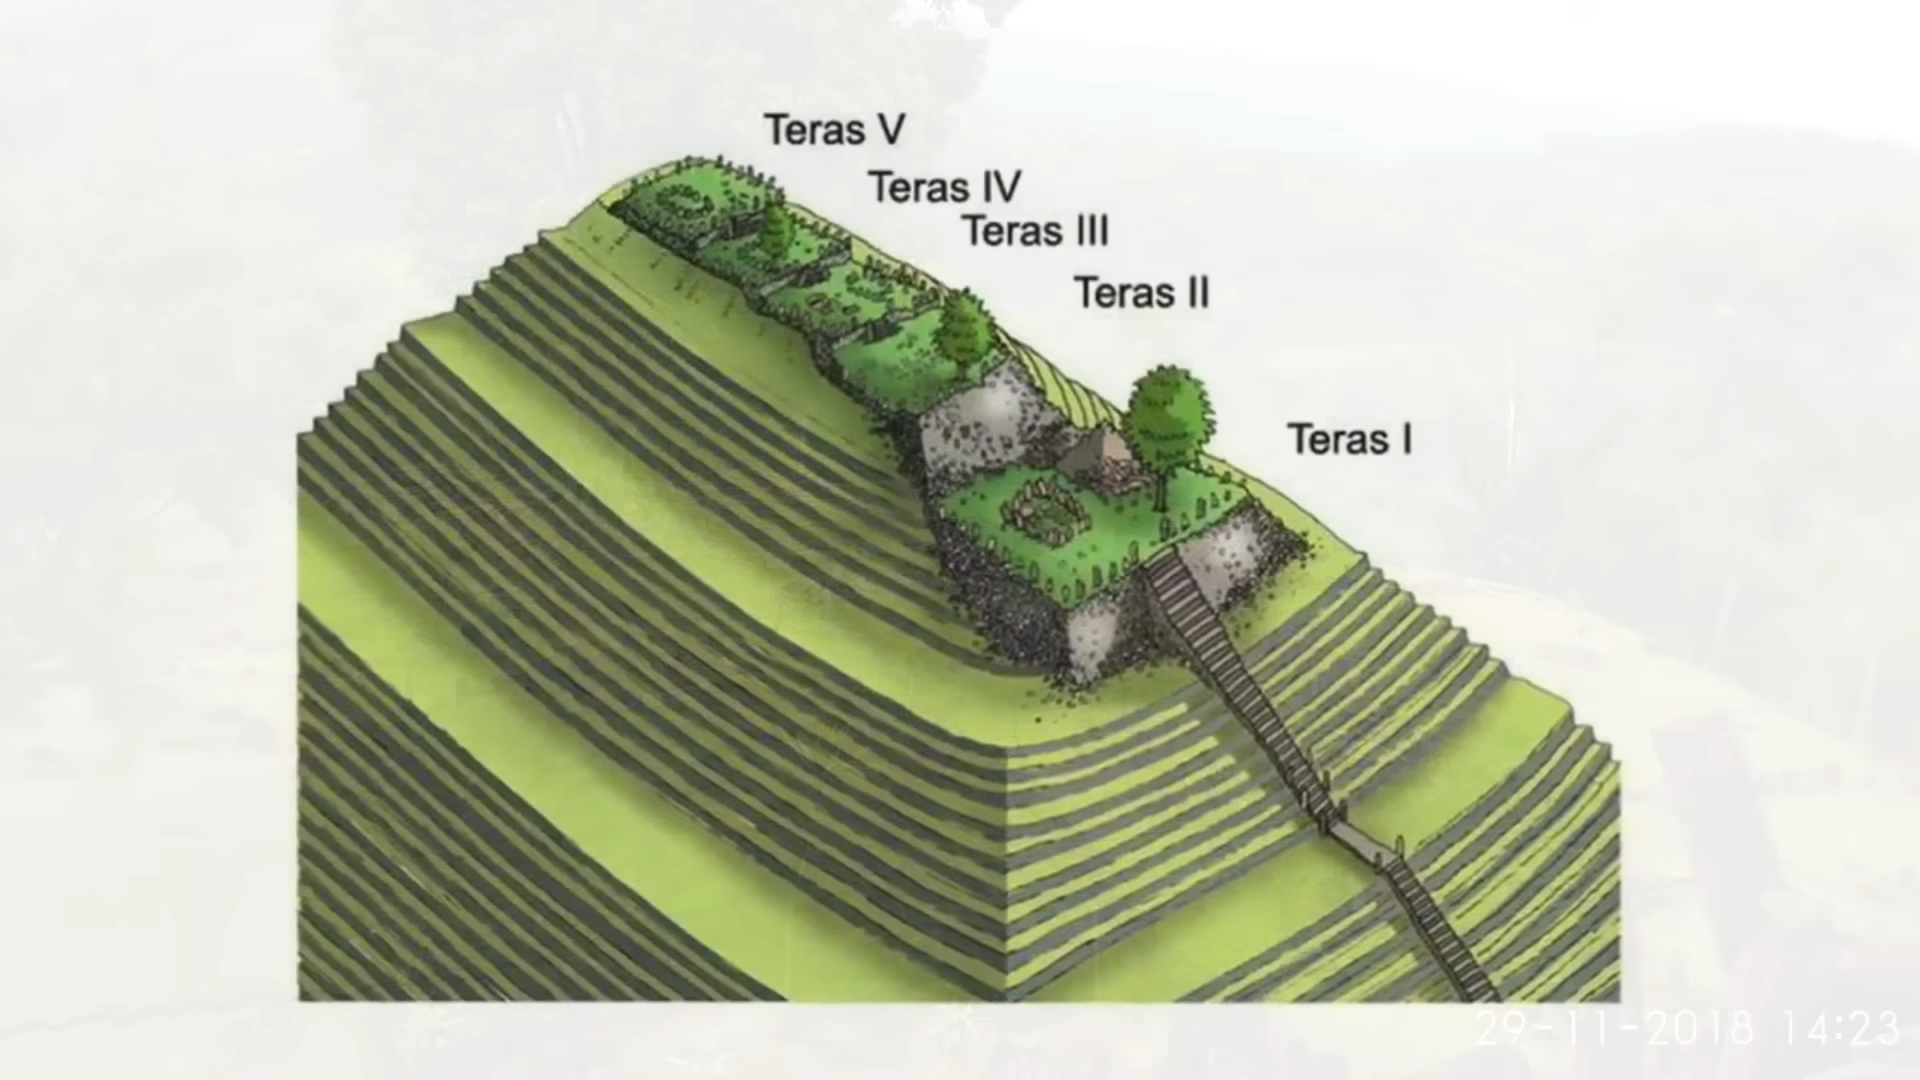 Teras V
Teras IV
Teras III
Teras II
Teras I
29-11-2018 14:23